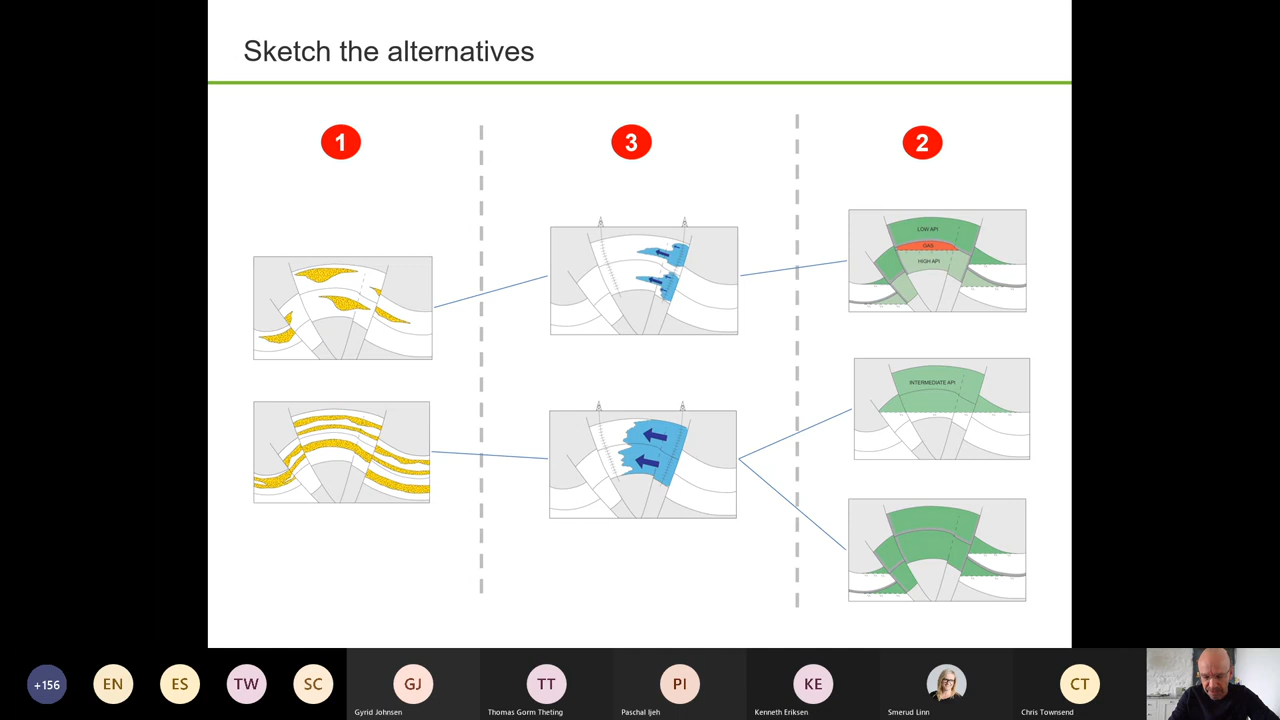 Sketch the alternatives
1
3
2
LOW API
GAS
HIGH API
INTERMEDIATE API
+156
EN
ES
TW
SC
GJ
TT
PI
KE
CT
Gyrid Johnsen
Thomas Gorm Theting
Paschal Ijeh
Kenneth Eriksen
Smerud Linn
Chris Townsend